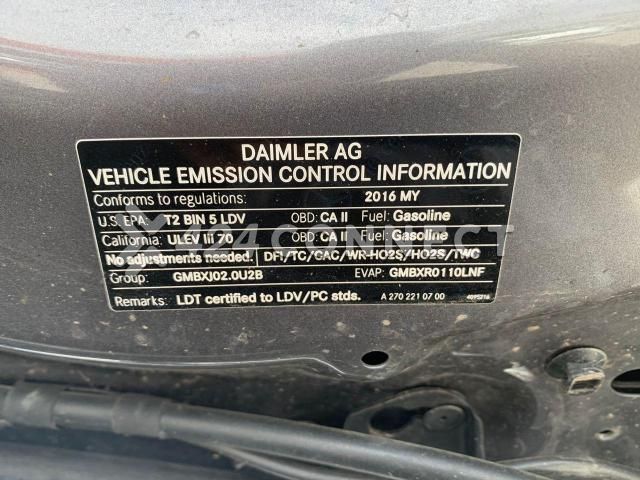 DAIMLER AG
VEHICLE EMISSION CONTROL INFORMATION
Conforms to regulations: 2016 MY
U.S. EPA: T2 BIN 5 LDV OBD: CA II Fuel: Gasoline
California: ULEV III 70 OBD: CA II Fuel: Gasoline
No adjustments needed. DFI/TC/CAC/WR-HO2S/HO2S/TWC
Group: GMBXJ02.0U2B EVAP: GMBXR0110LNF
Remarks: LDT certified to LDV/PC stds. A 270 221 07 00